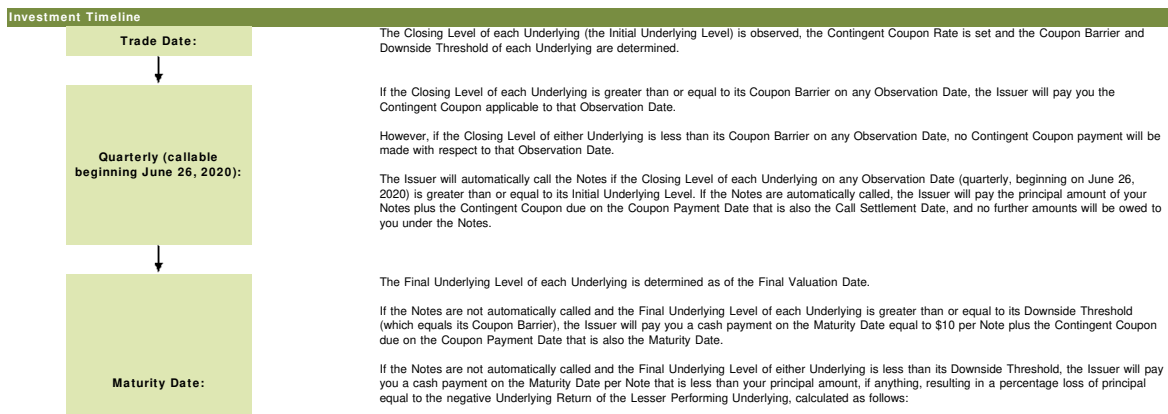 Investment Timeline
Trade Date:
The Closing Level of each Underlying (the Initial Underlying Level) is observed, the Contingent Coupon Rate is set and the Coupon Barrier and
Downside Threshold of each Underlying are determined.
Quarterly (callable
beginning June 26, 2020):
If the Closing Level of each Underlying is greater than or equal to its Coupon Barrier on any Observation Date, the Issuer will pay you the
Contingent Coupon applicable to that Observation Date.
However, if the Closing Level of either Underlying is less than its Coupon Barrier on any Observation Date, no Contingent Coupon payment will be
made with respect to that Observation Date.
The Issuer will automatically call the Notes if the Closing Level of each Underlying on any Observation Date (quarterly, beginning on June 26,
2020) is greater than or equal to its Initial Underlying Level. If the Notes are automatically called, the Issuer will pay the principal amount of your
Notes plus the Contingent Coupon due on the Coupon Payment Date that is also the Call Settlement Date, and no further amounts will be owed to
you under the Notes.
Maturity Date:
The Final Underlying Level of each Underlying is determined as of the Final Valuation Date.
If the Notes are not automatically called and the Final Underlying Level of each Underlying is greater than or equal to its Downside Threshold
(which equals its Coupon Barrier), the Issuer will pay you a cash payment on the Maturity Date equal to $10 per Note plus the Contingent Coupon
due on the Coupon Payment Date that is also the Maturity Date.
If the Notes are not automatically called and the Final Underlying Level of either Underlying is less than its Downside Threshold, the Issuer will pay
you a cash payment on the Maturity Date per Note that is less than your principal amount, if anything, resulting in a percentage loss of principal
equal to the negative Underlying Return of the Lesser Performing Underlying, calculated as follows: